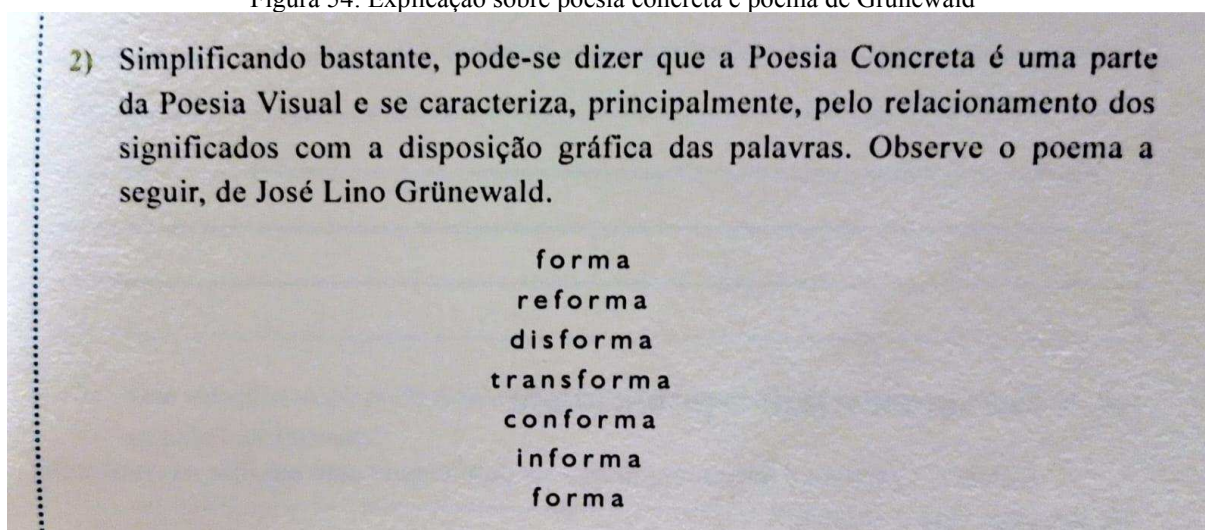 Figura 54: Explicação sobre poesia concreta e poema de Grünewald
2) Simplificando bastante, pode-se dizer que a Poesia Concreta é uma parte
da Poesia Visual e se caracteriza, principalmente, pelo relacionamento dos
significados com a disposição gráfica das palavras. Observe o poema a
seguir, de José Lino Grünewald.
forma
reforma
disforma
transforma
conforma
informa
forma